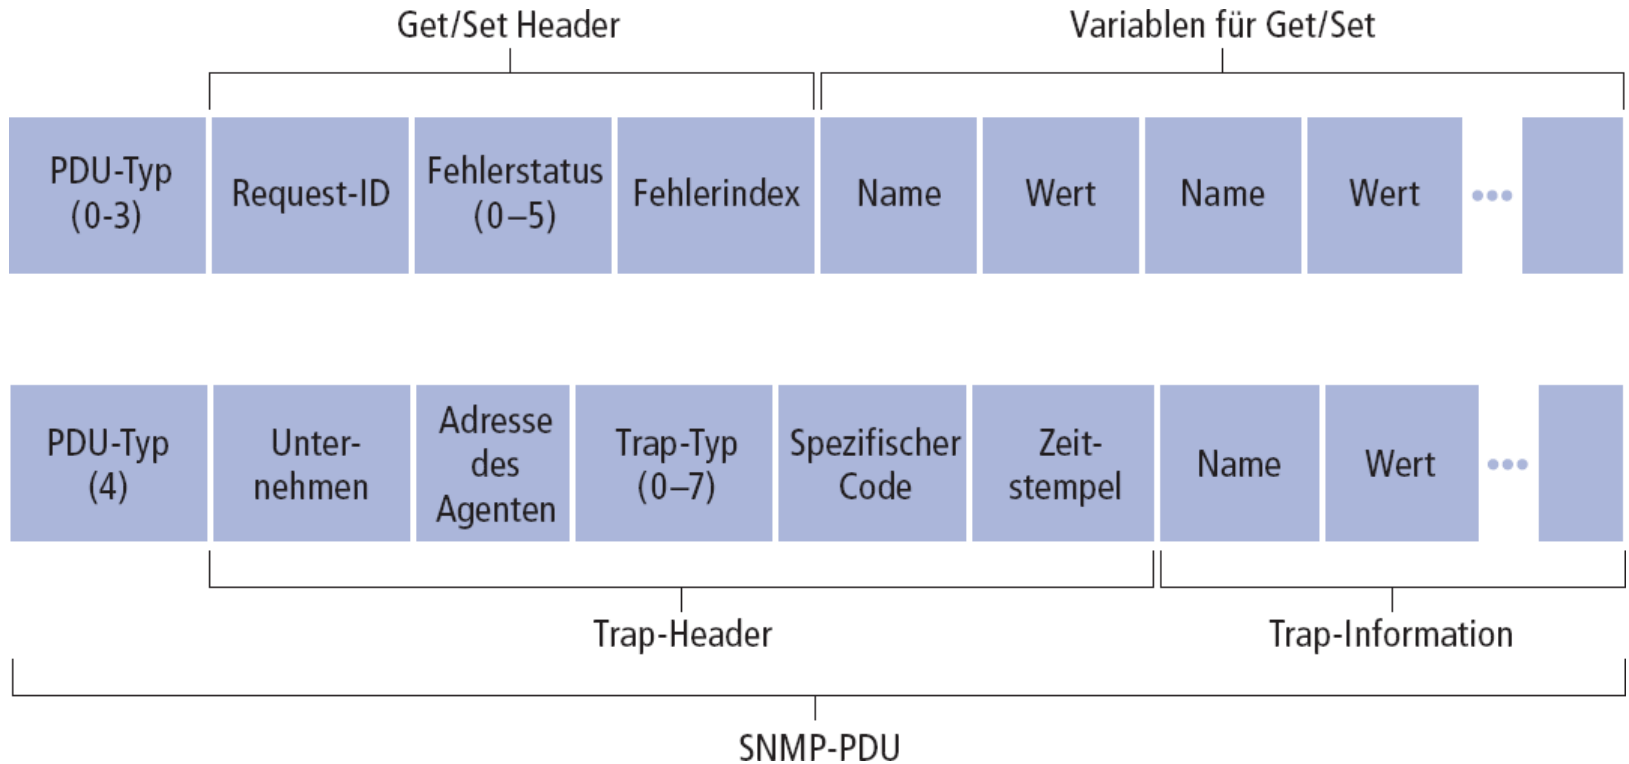 Get/Set Header
Variablen für Get/Set
PDU-Typ
(0-3)
Request-ID
Fehlerstatus
(0–5)
Fehlerindex
Name
Wert
Name
Wert
PDU-Typ
(4)
Unter-
nehmen
Adresse
des
Agenten
Trap-Typ
(0–7)
Spezifischer
Code
Zeit-
stempel
Name
Wert
Trap-Header
Trap-Information
SNMP-PDU